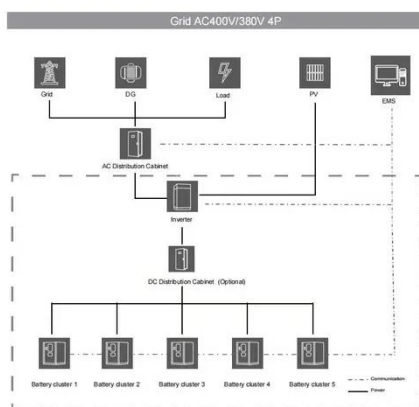 Grid AC400V/380V 4P
Grid
DG
Load
PV
EMS
AC Distribution Cabinet
Inverter
DC Distribution Cabinet (Optional)
Battery cluster 1
Battery cluster 2
Battery cluster 3
Battery cluster 4
Battery cluster 5
Communication
Power